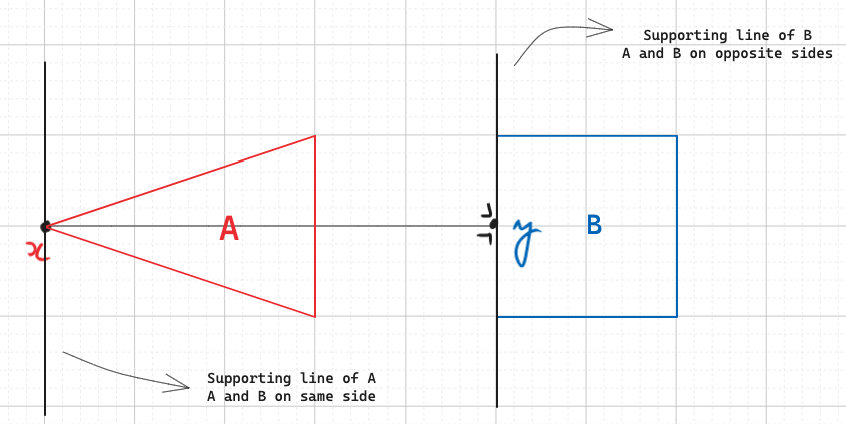 Supporting line of B
A and B on opposite sides
A
B
x
y
Supporting line of A
A and B on same side